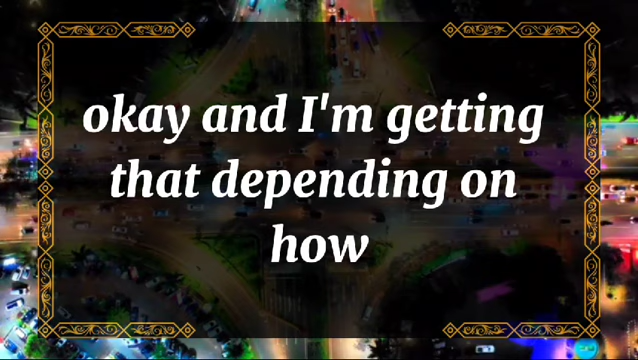 okay and I'm getting
that depending on
how